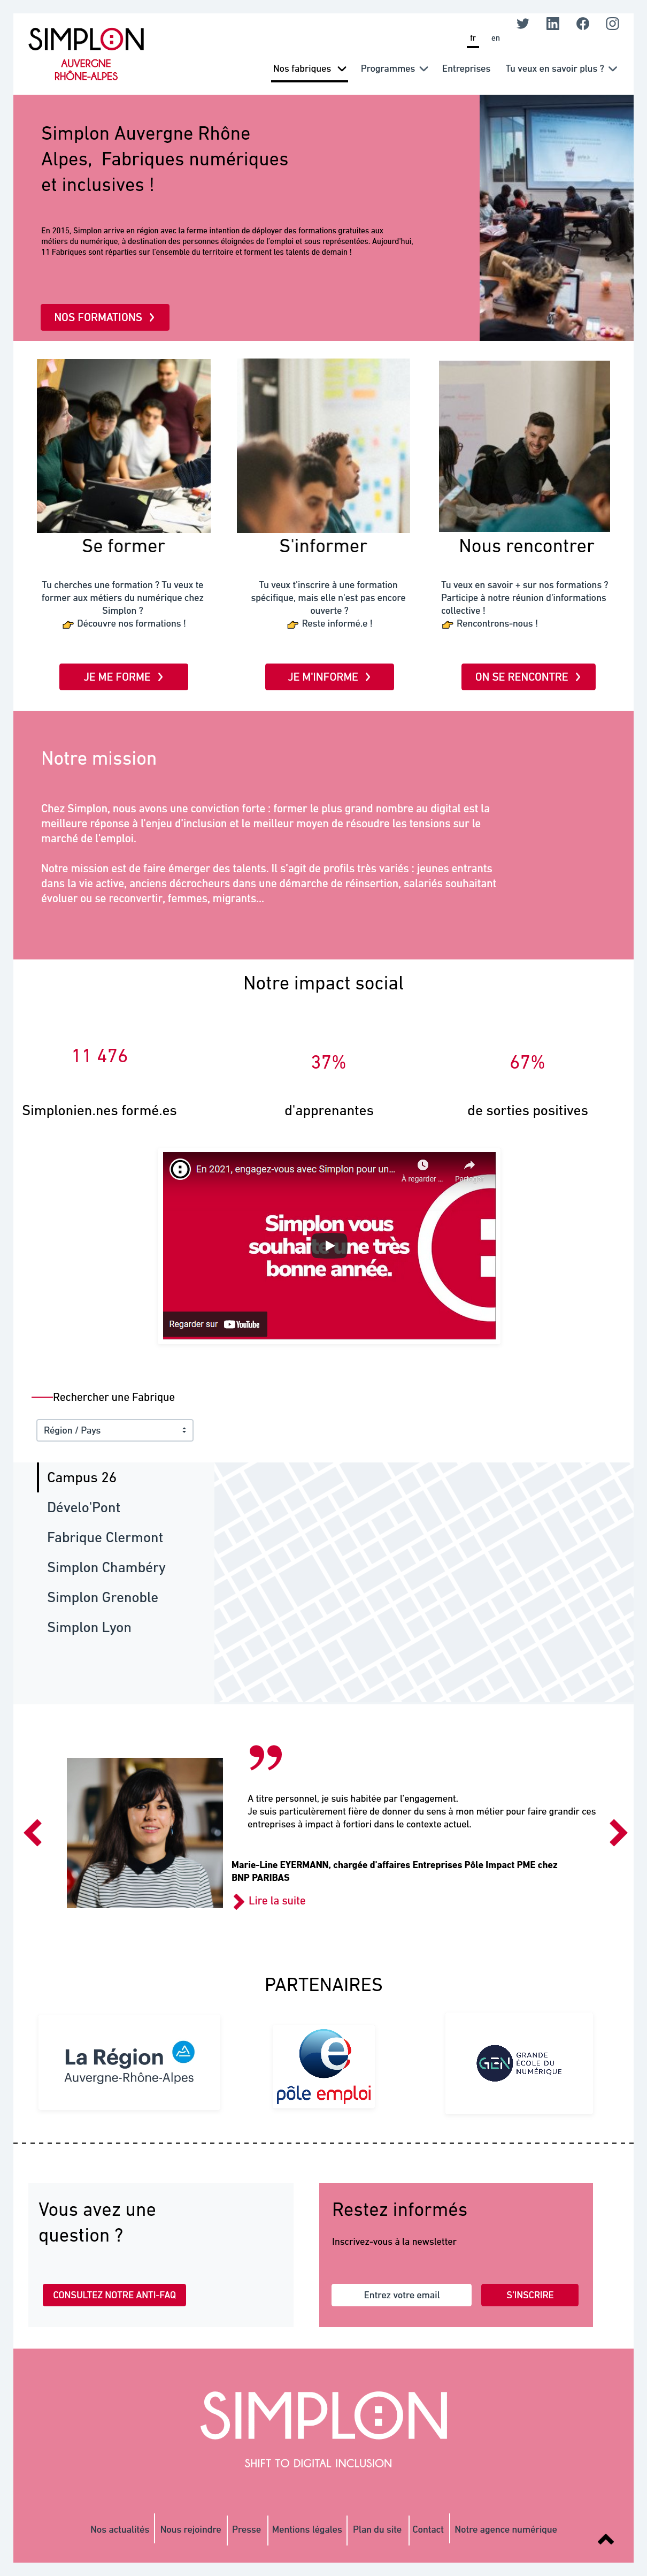 SIMPLON
AUVERGNE
RHÔNE-ALPES
fr
en
Nos fabriques
Programmes
Entreprises
Tu veux en savoir plus ?
Simplon Auvergne Rhône
Alpes, Fabriques numériques
et inclusives !
En 2015, Simplon arrive en région avec la ferme intention de déployer des formations gratuites aux
métiers du numérique, à destination des personnes éloignées de l'emploi et sous représentées. Aujourd'hui,
11 Fabriques sont réparties sur l'ensemble du territoire et forment les talents de demain !
NOS FORMATIONS
Se former
Tu cherches une formation ? Tu veux te
former aux métiers du numérique chez
Simplon ?
👉 Découvre nos formations !
JE ME FORME
S'informer
Tu veux t'inscrire à une formation
spécifique, mais elle n'est pas encore
ouverte ?
👉 Reste informé.e !
JE M'INFORME
Nous rencontrer
Tu veux en savoir + sur nos formations ?
Participe à notre réunion d'informations
collective !
👉 Rencontrons-nous !
ON SE RENCONTRE
Notre mission
Chez Simplon, nous avons une conviction forte : former le plus grand nombre au digital est la
meilleure réponse à l'enjeu d'inclusion et le meilleur moyen de résoudre les tensions sur le
marché de l'emploi.
Notre mission est de faire émerger des talents. Il s'agit de profils très variés : jeunes entrants
dans la vie active, anciens décrocheurs dans une démarche de réinsertion, salariés souhaitant
évoluer ou se reconvertir, femmes, migrants...
Notre impact social
11 476
Simplonien.nes formé.es
37%
d'apprenantes
67%
de sorties positives
En 2021, engagez-vous avec Simplon pour un...
À regarder ...
Simplon vous
souhaite une très
bonne année.
Regarder sur YouTube
Rechercher une Fabrique
Région / Pays
Campus 26
Dévelo'Pont
Fabrique Clermont
Simplon Chambéry
Simplon Grenoble
Simplon Lyon
”
A titre personnel, je suis habitée par l'engagement.
Je suis particulèrement fière de donner du sens à mon métier pour faire grandir ces
entreprises à impact à fortiori dans le contexte actuel.
Marie-Line EYERMANN, chargée d'affaires Entreprises Pôle Impact PME chez
BNP PARIBAS
Lire la suite
PARTENAIRES
La Région
Auvergne-Rhône-Alpes
pôle emploi
GEN
GRANDE
ÉCOLE DU
NUMÉRIQUE
Vous avez une
question ?
CONSULTEZ NOTRE ANTI-FAQ
Restez informés
Inscrivez-vous à la newsletter
Entrez votre email
S'INSCRIRE
SIMPLON
SHIFT TO DIGITAL INCLUSION
Nos actualités
Nous rejoindre
Presse
Mentions légales
Plan du site
Contact
Notre agence numérique